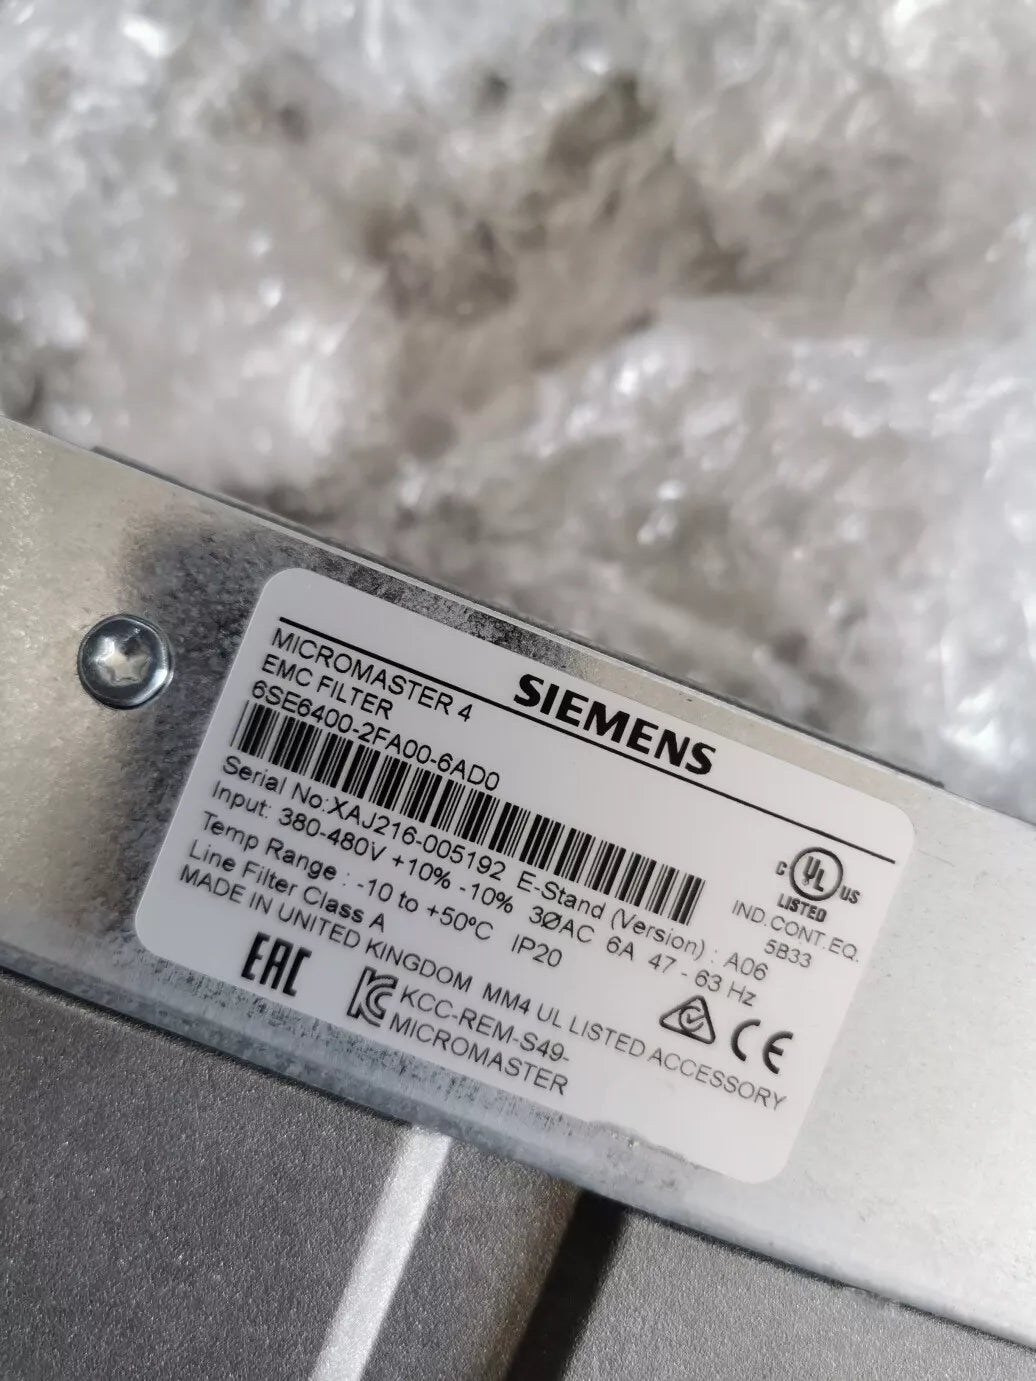 SIEMENS
MICROMASTER 4
EMC FILTER
6SE6400-2FA00-6AD0
Serial No:XAJ216-005192 E-Stand (Version) : A06
Input: 380-480V +10% -10% 3ØAC 6A 47 - 63 Hz
Temp Range : -10 to +50ºC IP20
Line Filter Class A
MADE IN UNITED KINGDOM MM4 UL LISTED ACCESSORY
C UL US
LISTED
IND.CONT.EQ.
5B33
EAC
KCC-REM-S49-
MICROMASTER
CE